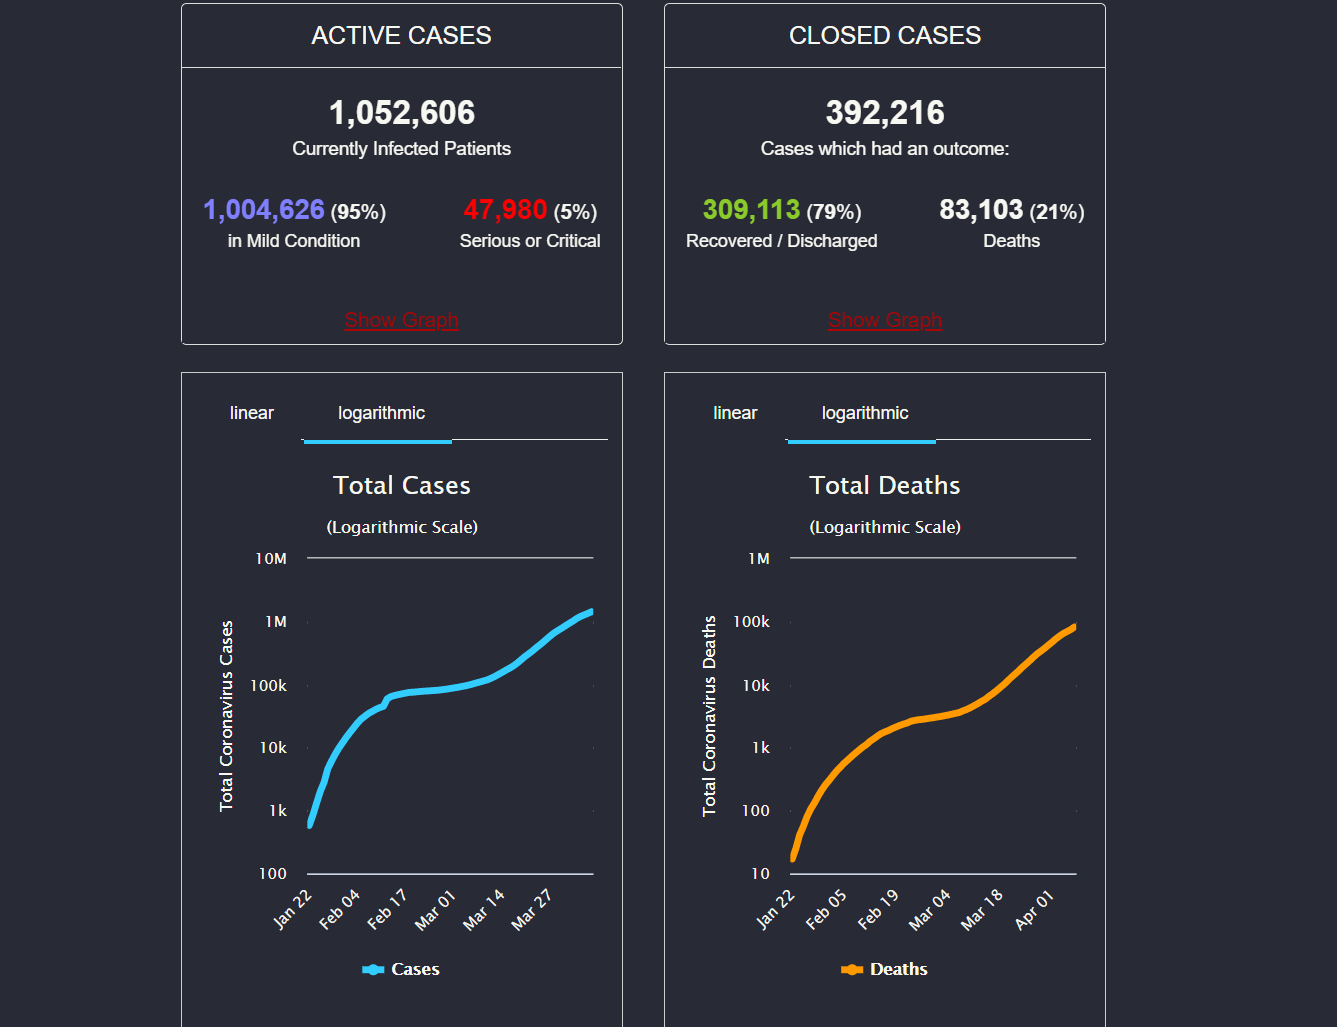 ACTIVE CASES
1,052,606
Currently Infected Patients
1,004,626 (95%)
in Mild Condition
47,980 (5%)
Serious or Critical
Show Graph
CLOSED CASES
392,216
Cases which had an outcome:
309,113 (79%)
Recovered / Discharged
83,103 (21%)
Deaths
Show Graph
linear
logarithmic
Total Cases
(Logarithmic Scale)
Total Coronavirus Cases
10M
1M
100k
10k
1k
100
Jan 22
Feb 04
Feb 17
Mar 01
Mar 14
Mar 27
Cases
linear
logarithmic
Total Deaths
(Logarithmic Scale)
Total Coronavirus Deaths
1M
100k
10k
1k
100
10
Jan 22
Feb 05
Feb 19
Mar 04
Mar 18
Apr 01
Deaths